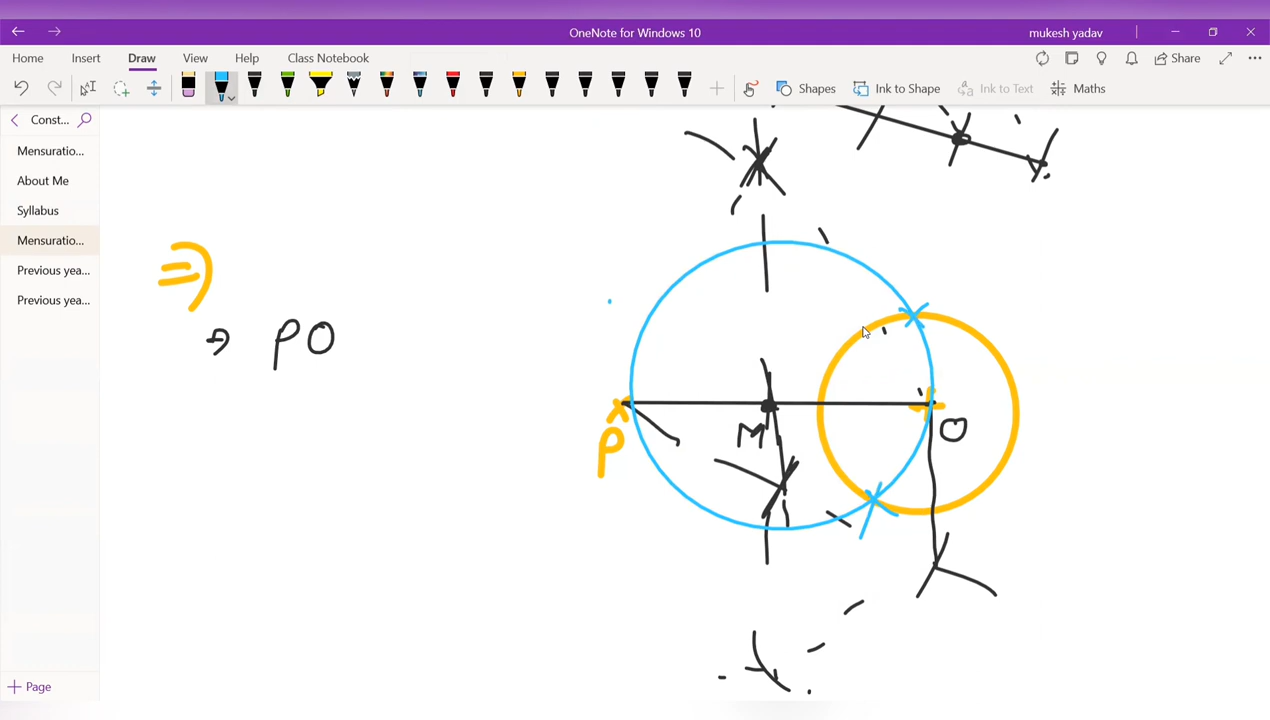 OneNote for Windows 10
mukesh yadav
Home Insert Draw View Help Class Notebook
Share
Shapes Ink to Shape Ink to Text Maths
Const...
Mensuratio...
About Me
Syllabus
Mensuratio...
Previous yea...
Previous yea...
PO
P
M
O
Page